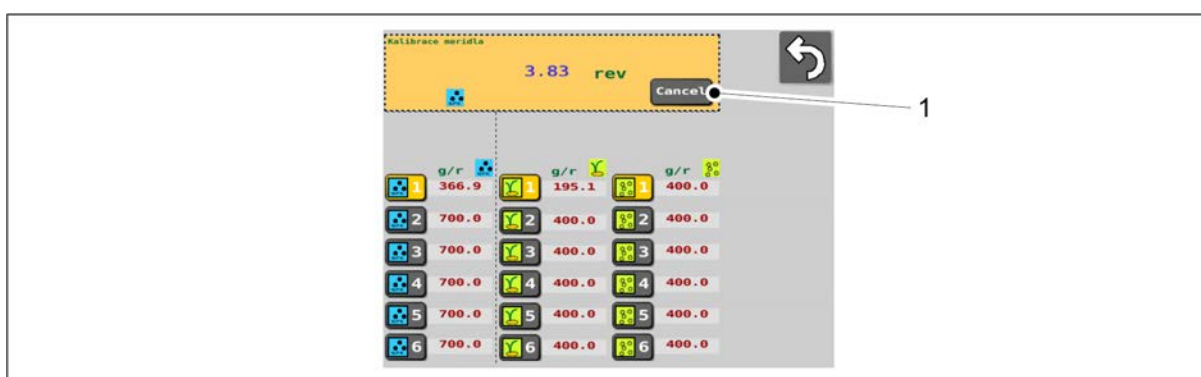 Kalibrace meridla
3.83 rev
Cancel
1
g/r g/r g/r
1 366.9 1 195.1 1 400.0
2 700.0 2 400.0 2 400.0
3 700.0 3 400.0 3 400.0
4 700.0 4 400.0 4 400.0
5 700.0 5 400.0 5 400.0
6 700.0 6 400.0 6 400.0